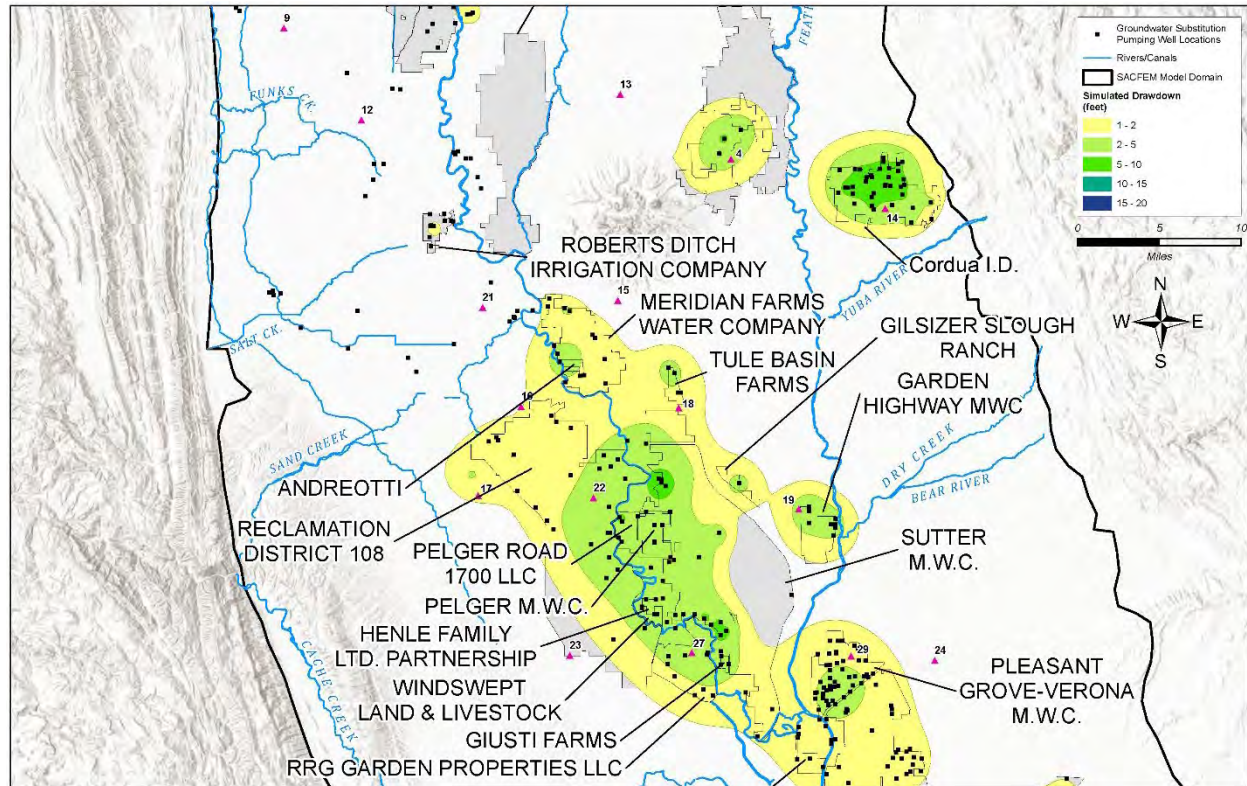 9
13
12
4
14
FUNKS CK.
FEAT
ROBERTS DITCH
IRRIGATION COMPANY
Cordua I.D.
YUBA RIVER
21
15
MERIDIAN FARMS
WATER COMPANY
SALT CK.
GILSIZER SLOUGH
RANCH
TULE BASIN
FARMS
GARDEN
HIGHWAY MWC
16
18
SAND CREEK
DRY CREEK
BEAR RIVER
ANDREOTTI
17
22
19
RECLAMATION
DISTRICT 108
PELGER ROAD
1700 LLC
SUTTER
M.W.C.
PELGER M.W.C.
HENLE FAMILY
LTD. PARTNERSHIP
23
27
29
24
WINDSWEPT
LAND & LIVESTOCK
PLEASANT
GROVE-VERONA
M.W.C.
CACHE CREEK
GIUSTI FARMS
RRG GARDEN PROPERTIES LLC
Groundwater Substitution
Pumping Well Locations
Rivers/Canals
SACFEM Model Domain
Simulated Drawdown
(feet)
1 - 2
2 - 5
5 - 10
10 - 15
15 - 20
0 5 10
Miles
N
W E
S